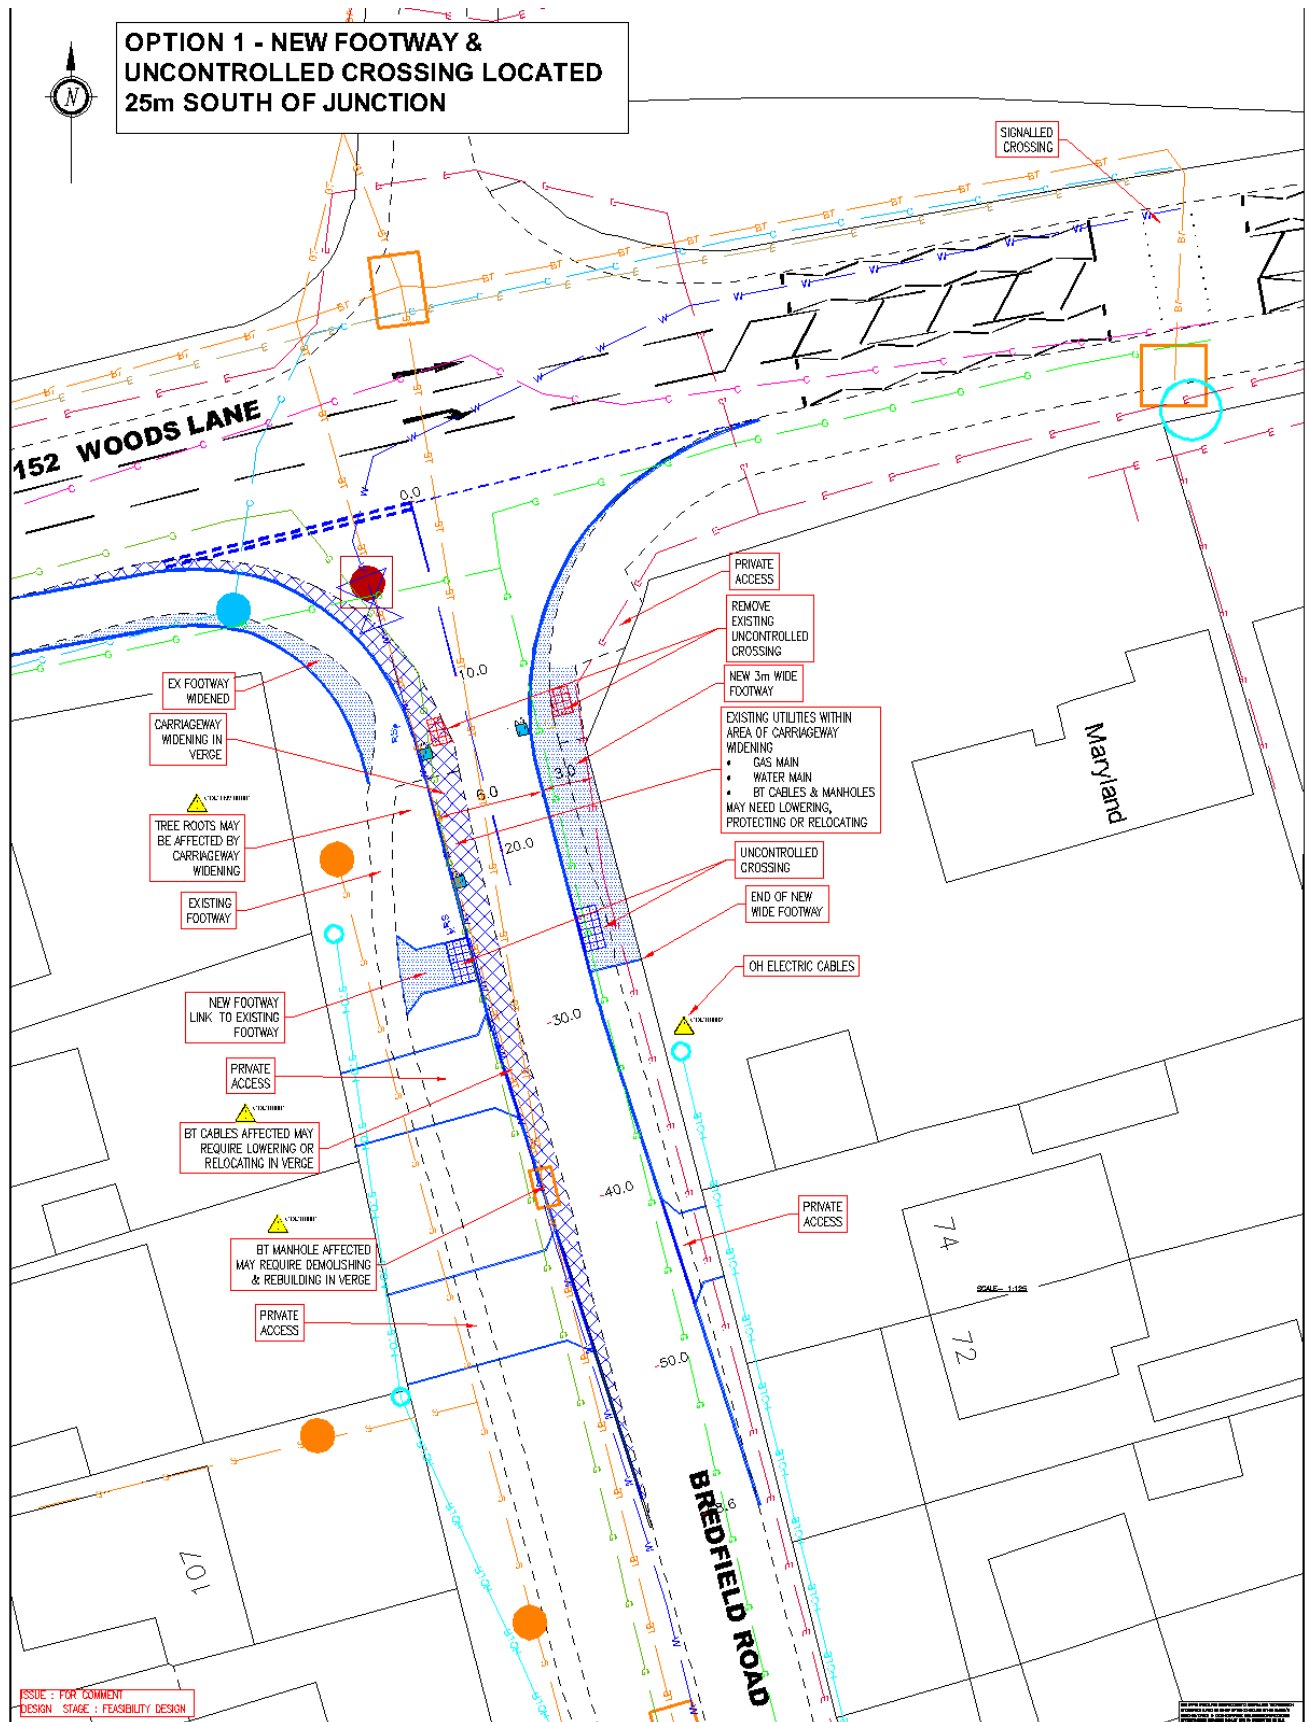 OPTION 1 - NEW FOOTWAY &
UNCONTROLLED CROSSING LOCATED
25m SOUTH OF JUNCTION
N
SIGNALLED
CROSSING
152 WOODS LANE
0.0
10.0
6.0
3.0
20.0
-30.0
-40.0
-50.0
PRIVATE
ACCESS
REMOVE
EXISTING
UNCONTROLLED
CROSSING
NEW 3m WIDE
FOOTWAY
EXISTING UTILITIES WITHIN
AREA OF CARRIAGEWAY
WIDENING
• GAS MAIN
• WATER MAIN
• BT CABLES & MANHOLES
MAY NEED LOWERING,
PROTECTING OR RELOCATING
UNCONTROLLED
CROSSING
END OF NEW
WIDE FOOTWAY
OH ELECTRIC CABLES
PRIVATE
ACCESS
Maryland
74
72
SCALE- 1:125
EX FOOTWAY
WIDENED
CARRIAGEWAY
WIDENING IN
VERGE
TREE ROOTS MAY
BE AFFECTED BY
CARRIAGEWAY
WIDENING
EXISTING
FOOTWAY
NEW FOOTWAY
LINK TO EXISTING
FOOTWAY
PRIVATE
ACCESS
BT CABLES AFFECTED MAY
REQUIRE LOWERING OR
RELOCATING IN VERGE
BT MANHOLE AFFECTED
MAY REQUIRE DEMOLISHING
& REBUILDING IN VERGE
PRIVATE
ACCESS
107
BREDFIELD ROAD
ISSUE : FOR COMMENT
DESIGN STAGE : FEASIBILITY DESIGN